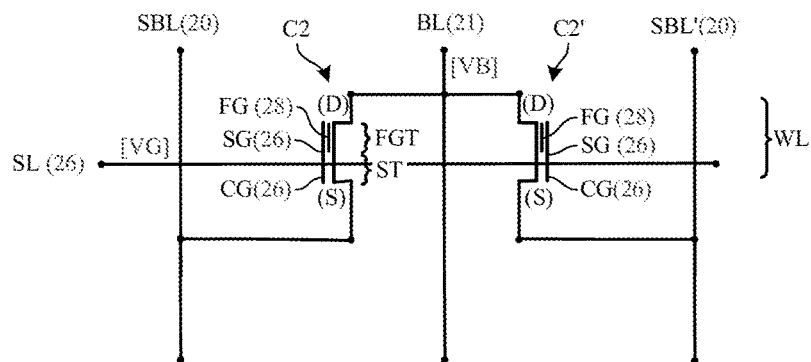 SBL(20) C2 BL(21) C2' SBL'(20)
[VB]
(D) (D)
FG (28) FG (28)
[VG] SG(26) FGT SG (26) WL
SL (26) ST
CG(26) CG(26)
(S) (S)